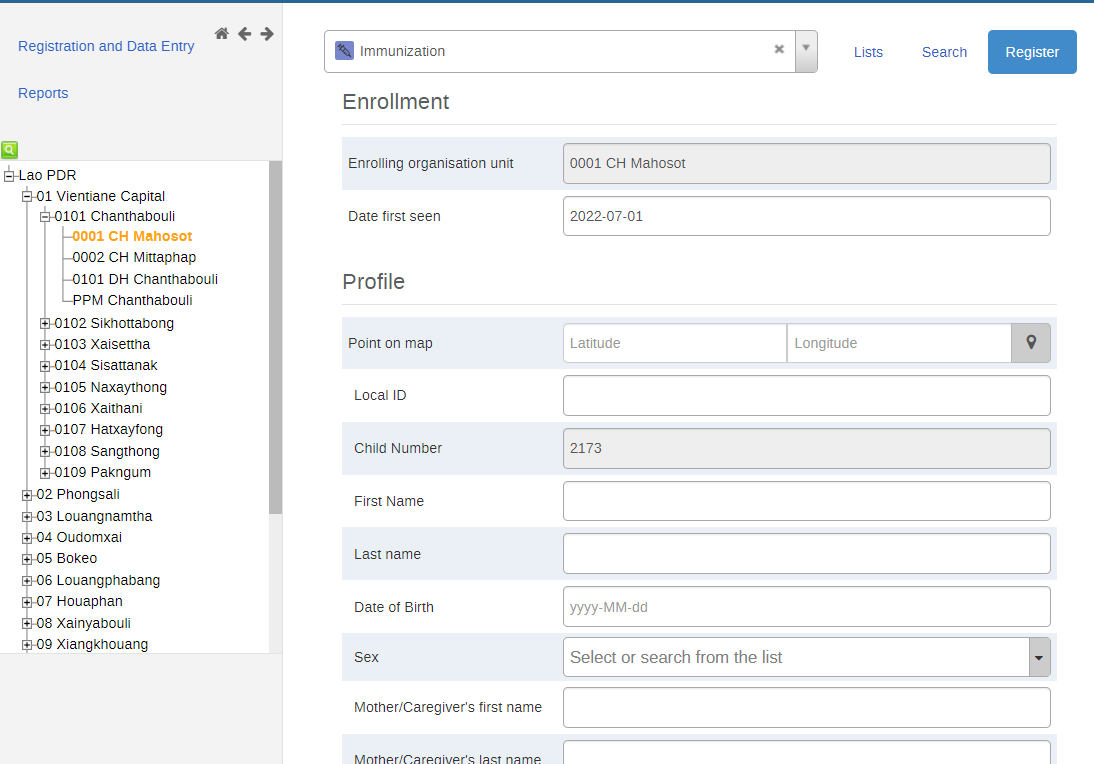 Registration and Data Entry
Reports
Lao PDR
01 Vientiane Capital
0101 Chanthabouli
0001 CH Mahosot
0002 CH Mittaphap
0101 DH Chanthabouli
PPM Chanthabouli
0102 Sikhottabong
0103 Xaisettha
0104 Sisattanak
0105 Naxaythong
0106 Xaithani
0107 Hatxayfong
0108 Sangthong
0109 Pakngum
02 Phongsali
03 Louangnamtha
04 Oudomxai
05 Bokeo
06 Louangphabang
07 Houaphan
08 Xainyabouli
09 Xiangkhouang
Immunization
Lists
Search
Register
Enrollment
Enrolling organisation unit
0001 CH Mahosot
Date first seen
2022-07-01
Profile
Point on map
Latitude
Longitude
Local ID
Child Number
2173
First Name
Last name
Date of Birth
yyyy-MM-dd
Sex
Select or search from the list
Mother/Caregiver's first name
Mother/Caregiver's last name